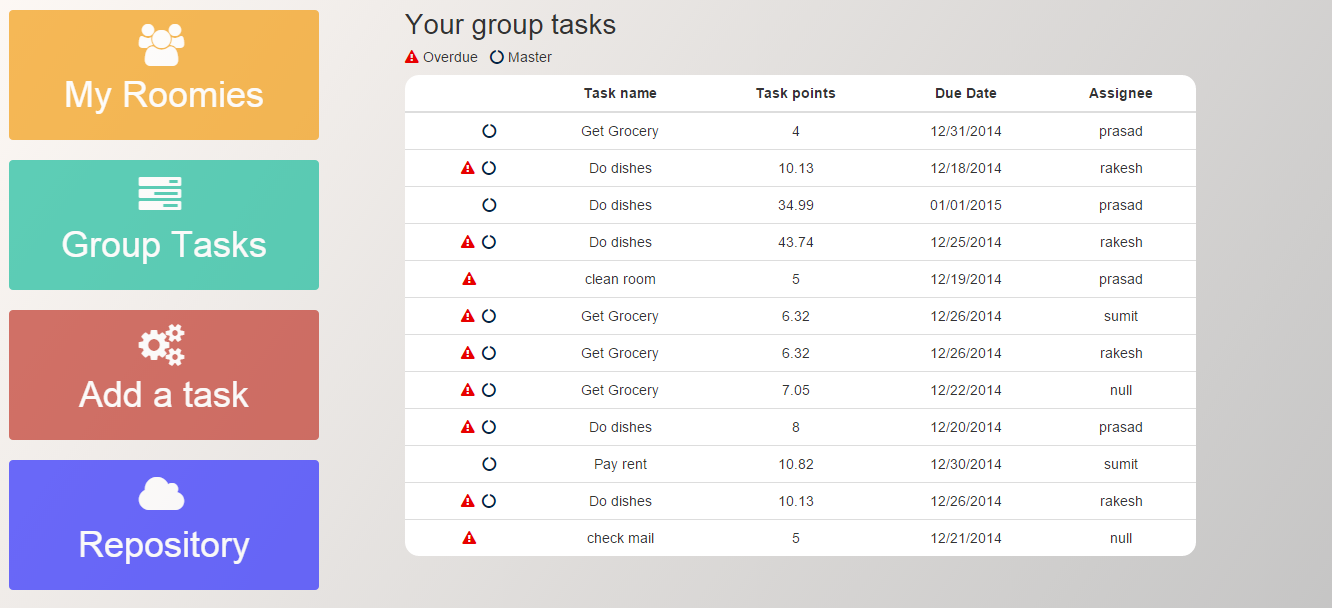 My Roomies
Group Tasks
Add a task
Repository
Your group tasks
Overdue Master
Task name Task points Due Date Assignee
Get Grocery 4 12/31/2014 prasad
Do dishes 10.13 12/18/2014 rakesh
Do dishes 34.99 01/01/2015 prasad
Do dishes 43.74 12/25/2014 rakesh
clean room 5 12/19/2014 prasad
Get Grocery 6.32 12/26/2014 sumit
Get Grocery 6.32 12/26/2014 rakesh
Get Grocery 7.05 12/22/2014 null
Do dishes 8 12/20/2014 prasad
Pay rent 10.82 12/30/2014 sumit
Do dishes 10.13 12/26/2014 rakesh
check mail 5 12/21/2014 null